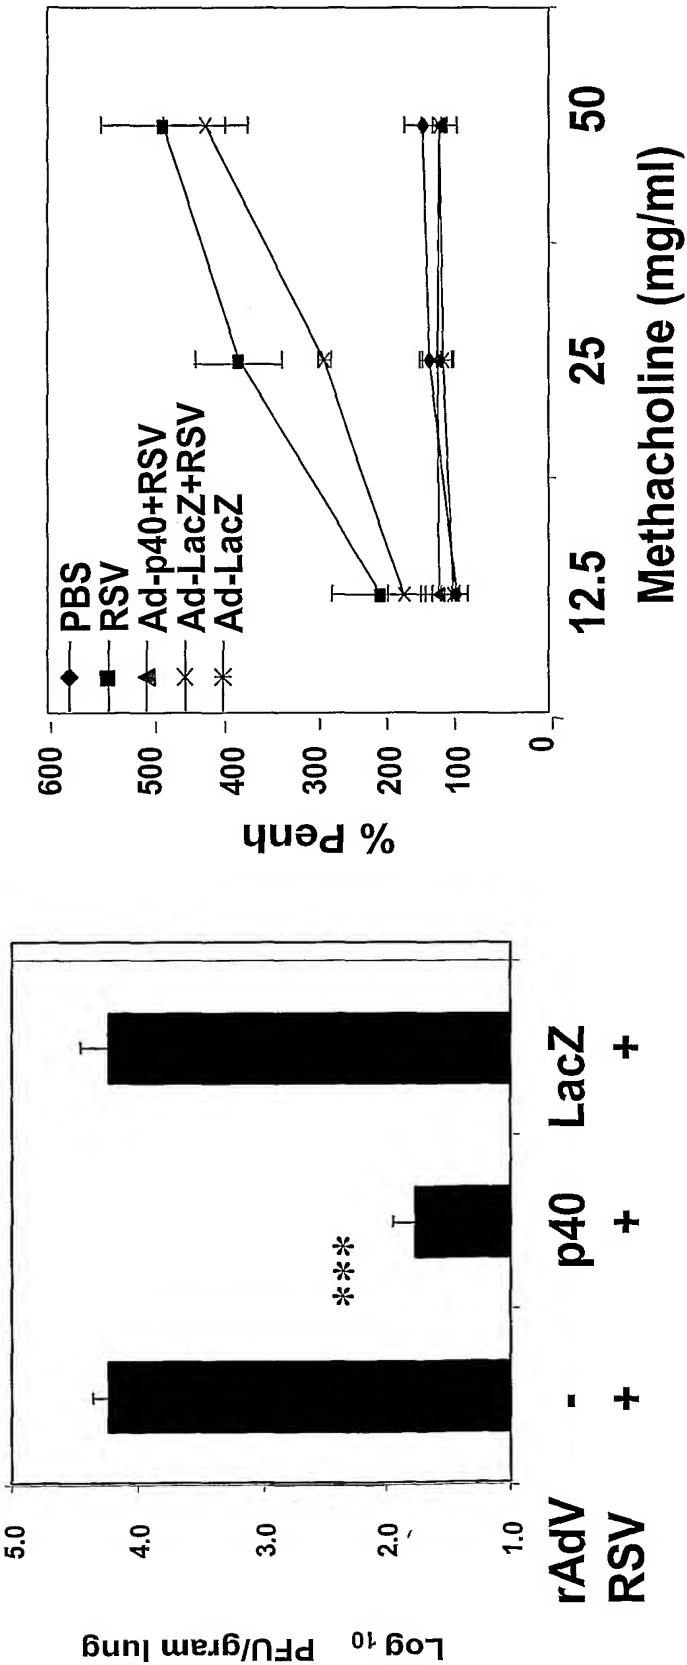 Log 10
PFU/gram lung
5.0
4.0
3.0
2.0
1.0
***
rAdV - p40 LacZ
RSV + + +
% Penh
600
500
400
300
200
100
0
PBS
RSV
Ad-p40+RSV
Ad-LacZ+RSV
Ad-LacZ
12.5 25 50
Methacholine (mg/ml)